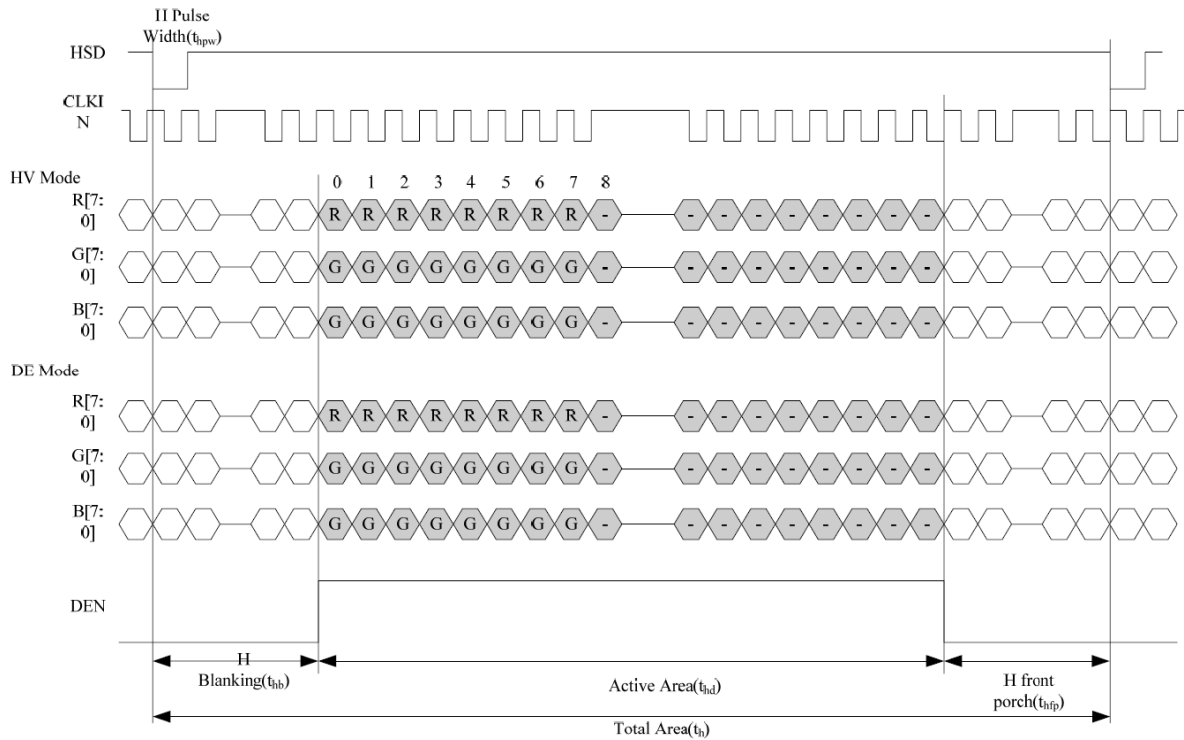 II Pulse
Width(thpw)
HSD
CLKI
N
HV Mode
0 1 2 3 4 5 6 7 8
R[7:
0]
R R R R R R R R - - - - - - - - -
G[7:
0]
G G G G G G G G - - - - - - - - -
B[7:
0]
G G G G G G G G - - - - - - - - -
DE Mode
R[7:
0]
R R R R R R R R - - - - - - - - -
G[7:
0]
G G G G G G G G - - - - - - - - -
B[7:
0]
G G G G G G G G - - - - - - - - -
DEN
H
Blanking(thb)
Active Area(thd)
H front
porch(thfp)
Total Area(th)